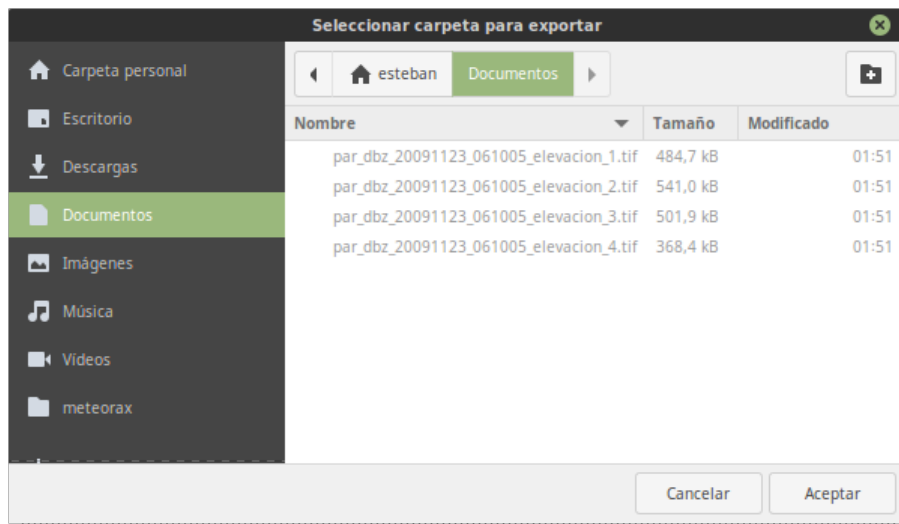 Seleccionar carpeta para exportar
Carpeta personal
Escritorio
Descargas
Documentos
Imágenes
Música
Vídeos
meteorax
esteban Documentos
Nombre Tamaño Modificado
par_dbz_20091123_061005_elevacion_1.tif 484,7 kB 01:51
par_dbz_20091123_061005_elevacion_2.tif 541,0 kB 01:51
par_dbz_20091123_061005_elevacion_3.tif 501,9 kB 01:51
par_dbz_20091123_061005_elevacion_4.tif 368,4 kB 01:51
Cancelar Aceptar